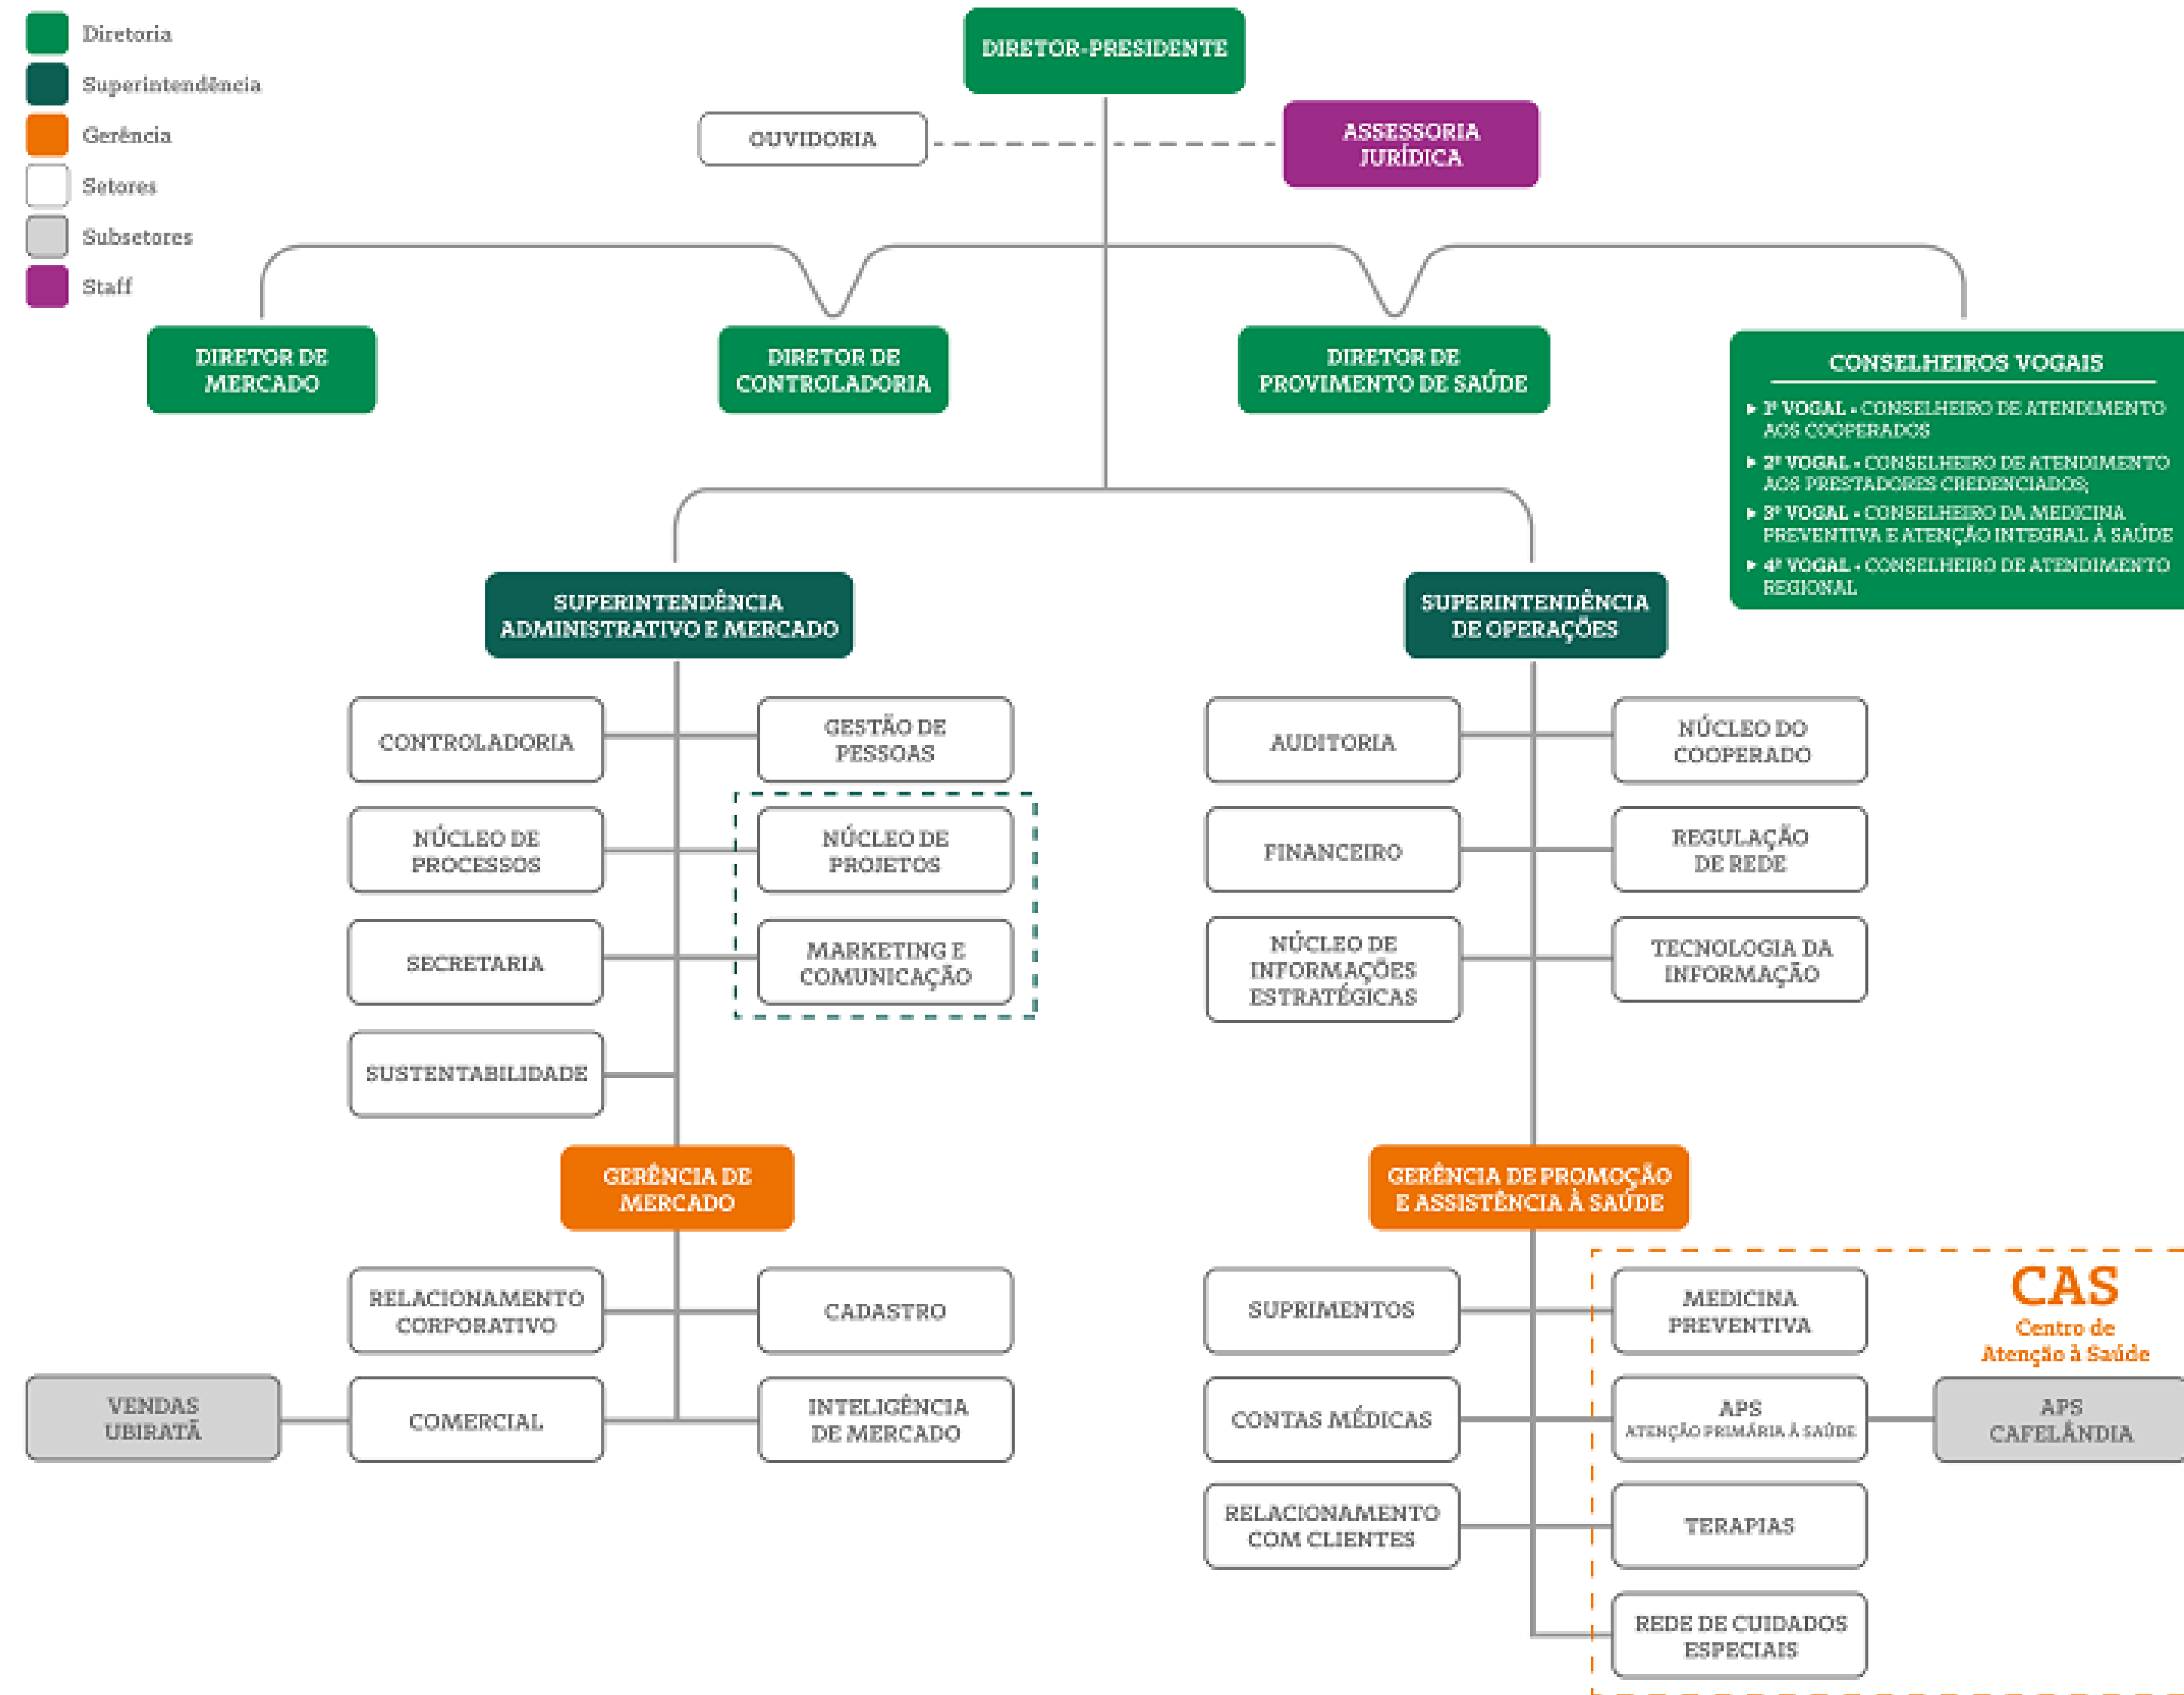 Diretoria
Superintendência
Gerência
Setores
Subsetores
Staff
DIRETOR-PRESIDENTE
OUVIDORIA
ASSESSORIA
JURÍDICA
DIRETOR DE
MERCADO
DIRETOR DE
CONTROLADORIA
DIRETOR DE
PROVIMENTO DE SAÚDE
CONSELHEIROS VOGAIS
1º VOGAL - CONSELHEIRO DE ATENDIMENTO
AOS COOPERADOS
2º VOGAL - CONSELHEIRO DE ATENDIMENTO
AOS PRESTADORES CREDENCIADOS;
3º VOGAL - CONSELHEIRO DA MEDICINA
PREVENTIVA E ATENÇÃO INTEGRAL À SAÚDE
4º VOGAL - CONSELHEIRO DE ATENDIMENTO
REGIONAL
SUPERINTENDÊNCIA
ADMINISTRATIVO E MERCADO
SUPERINTENDÊNCIA
DE OPERAÇÕES
CONTROLADORIA
GESTÃO DE
PESSOAS
NÚCLEO DE
PROCESSOS
NÚCLEO DE
PROJETOS
SECRETARIA
MARKETING E
COMUNICAÇÃO
SUSTENTABILIDADE
AUDITORIA
NÚCLEO DO
COOPERADO
FINANCEIRO
REGULAÇÃO
DE REDE
NÚCLEO DE
INFORMAÇÕES
ESTRATÉGICAS
TECNOLOGIA DA
INFORMAÇÃO
GERÊNCIA DE
MERCADO
GERÊNCIA DE PROMOÇÃO
E ASSISTÊNCIA À SAÚDE
RELACIONAMENTO
CORPORATIVO
CADASTRO
VENDAS
UBIRATÃ
COMERCIAL
INTELIGÊNCIA
DE MERCADO
SUPRIMENTOS
MEDICINA
PREVENTIVA
CAS
Centro de
Atenção à Saúde
CONTAS MÉDICAS
APS
ATENÇÃO PRIMÁRIA À SAÚDE
APS
CAFELÂNDIA
RELACIONAMENTO
COM CLIENTES
TERAPIAS
REDE DE CUIDADOS
ESPECIAIS